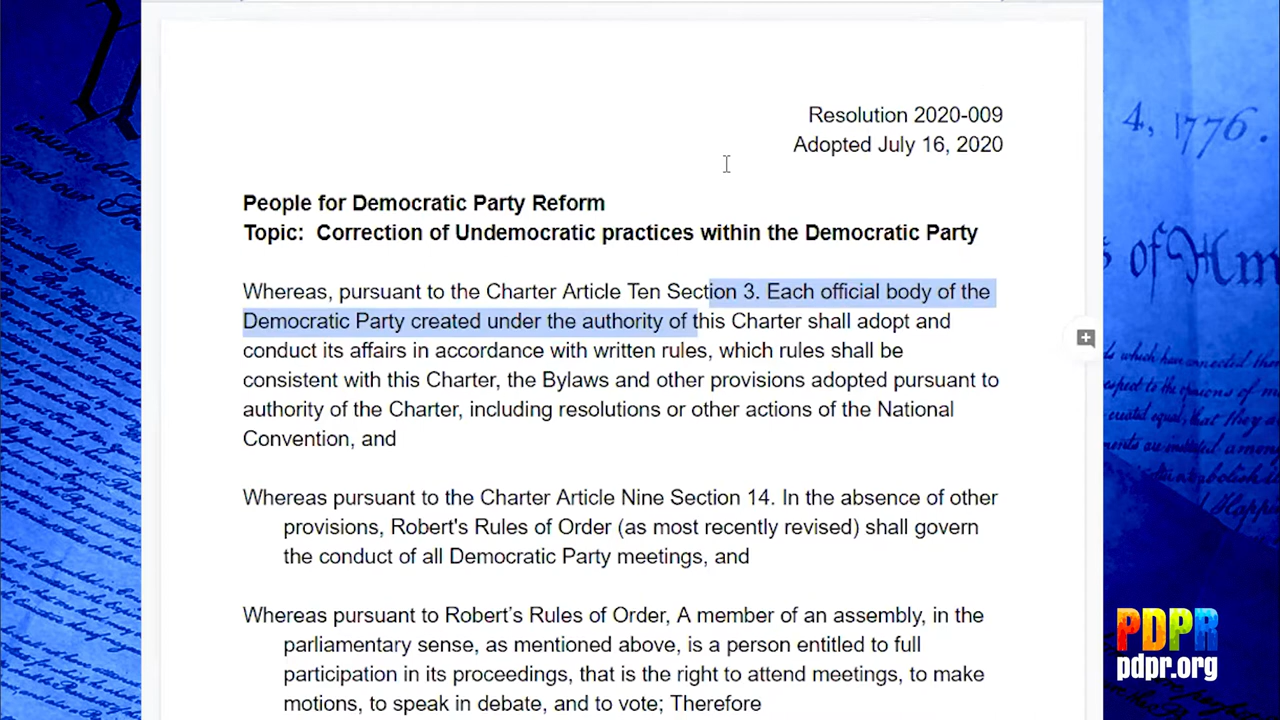 Resolution 2020-009
Adopted July 16, 2020
People for Democratic Party Reform
Topic:  Correction of Undemocratic practices within the Democratic Party
Whereas, pursuant to the Charter Article Ten Section 3. Each official body of the
Democratic Party created under the authority of this Charter shall adopt and
conduct its affairs in accordance with written rules, which rules shall be
consistent with this Charter, the Bylaws and other provisions adopted pursuant to
authority of the Charter, including resolutions or other actions of the National
Convention, and
Whereas pursuant to the Charter Article Nine Section 14. In the absence of other
provisions, Robert's Rules of Order (as most recently revised) shall govern
the conduct of all Democratic Party meetings, and
Whereas pursuant to Robert’s Rules of Order, A member of an assembly, in the
parliamentary sense, as mentioned above, is a person entitled to full
participation in its proceedings, that is the right to attend meetings, to make
motions, to speak in debate, and to vote; Therefore
4, 1776.
PDPR
pdpr.org